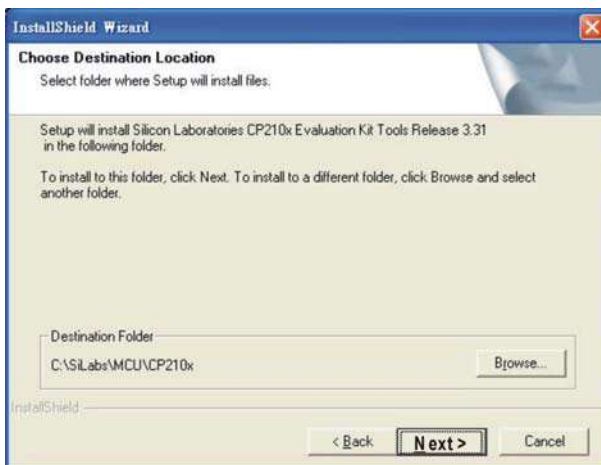 InstallShield Wizard
Choose Destination Location
Select folder where Setup will install files.
Setup will install Silicon Laboratories CP210x Evaluation Kit Tools Release 3.31
in the following folder.
To install to this folder, click Next. To install to a different folder, click Browse and select
another folder.
Destination Folder
C:\SiLabs\MCU\CP210x
Browse...
InstallShield
< Back
Next >
Cancel